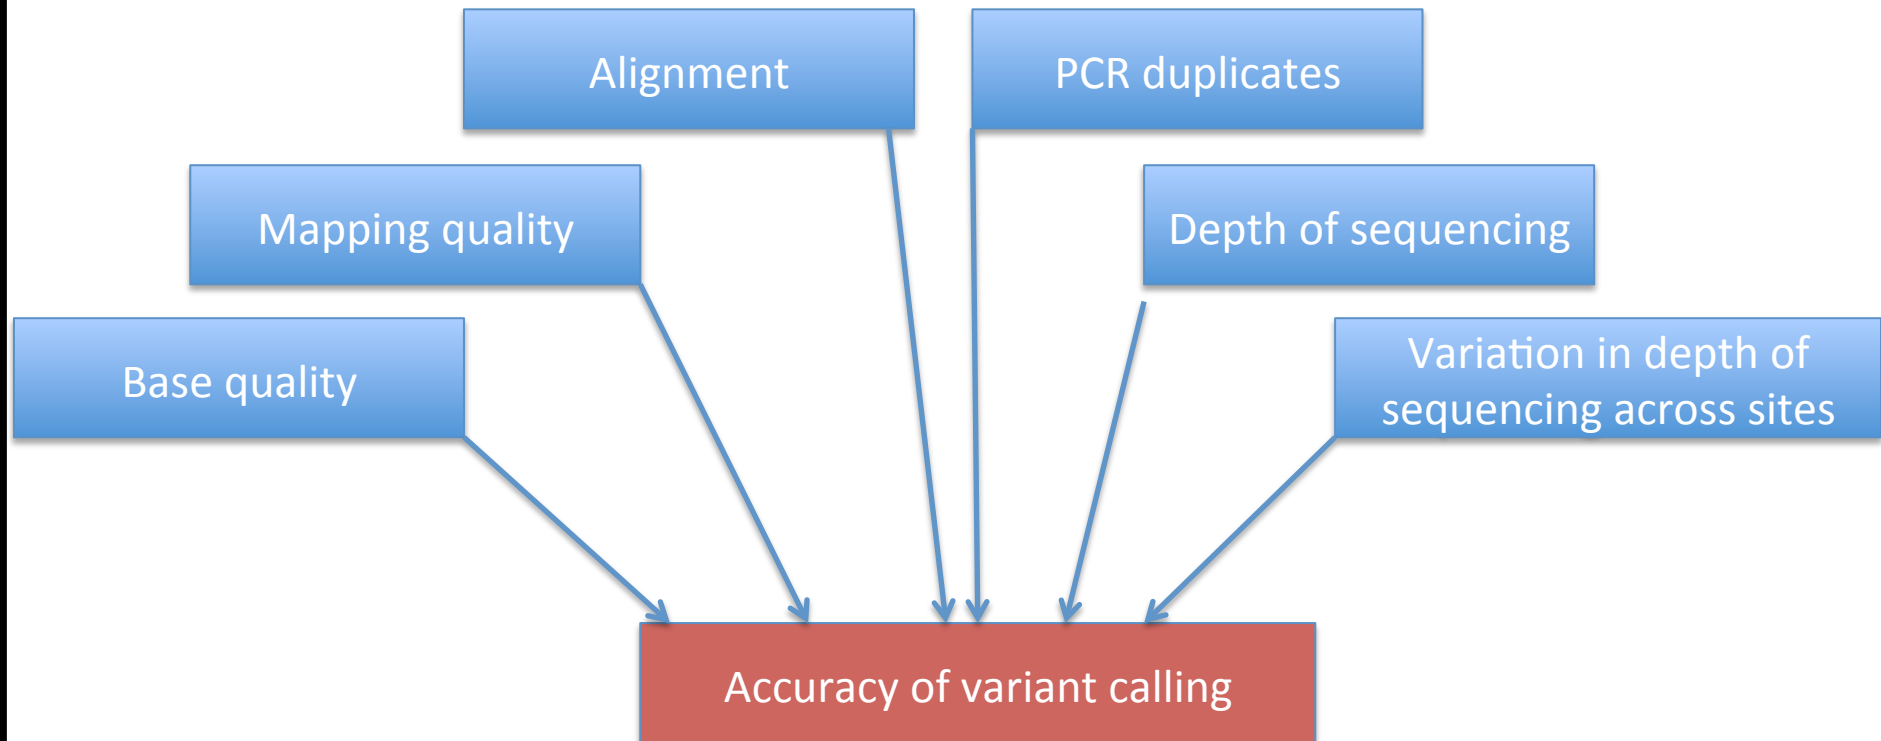 Alignment
PCR duplicates
Mapping quality
Depth of sequencing
Base quality
Variation in depth of
sequencing across sites
Accuracy of variant calling